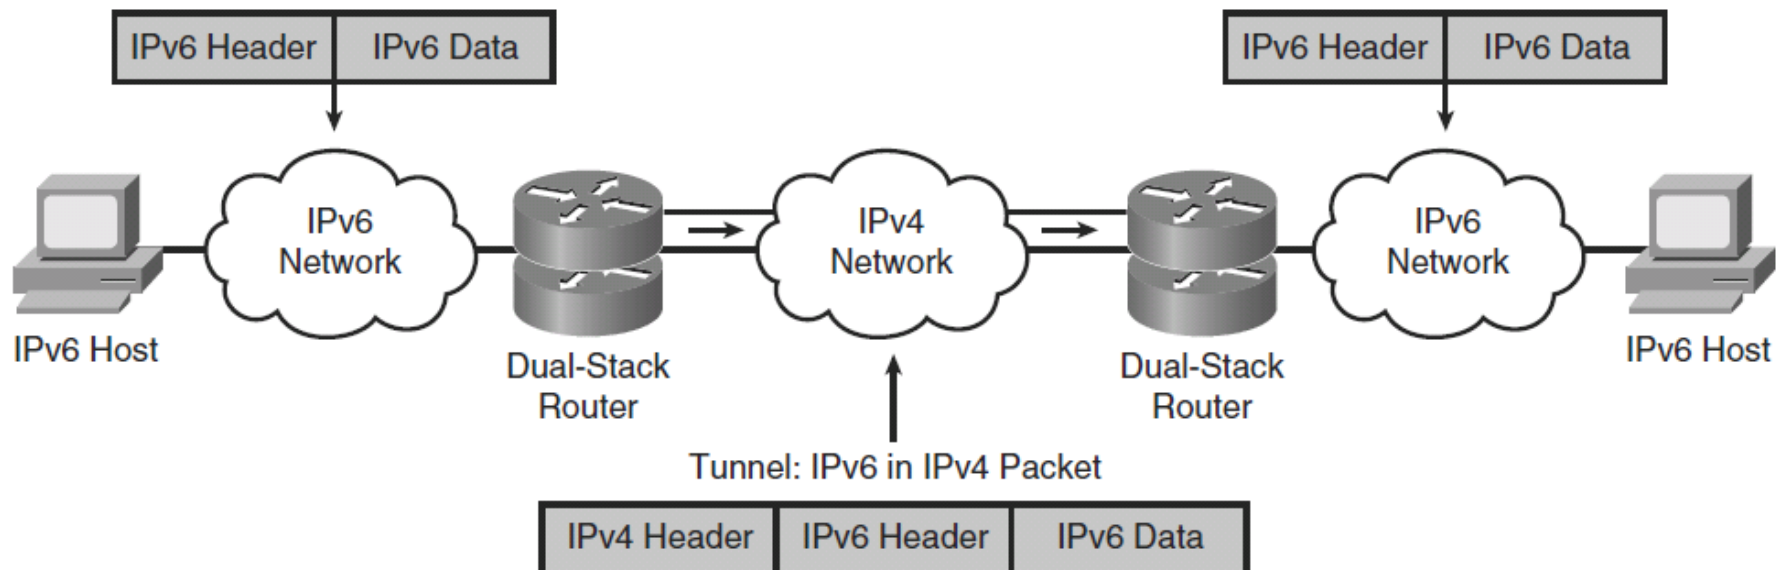 IPv6 Header IPv6 Data
IPv6 Header IPv6 Data
IPv6
Network
IPv4
Network
IPv6
Network
IPv6 Host
Dual-Stack
Router
Dual-Stack
Router
IPv6 Host
Tunnel: IPv6 in IPv4 Packet
IPv4 Header IPv6 Header IPv6 Data